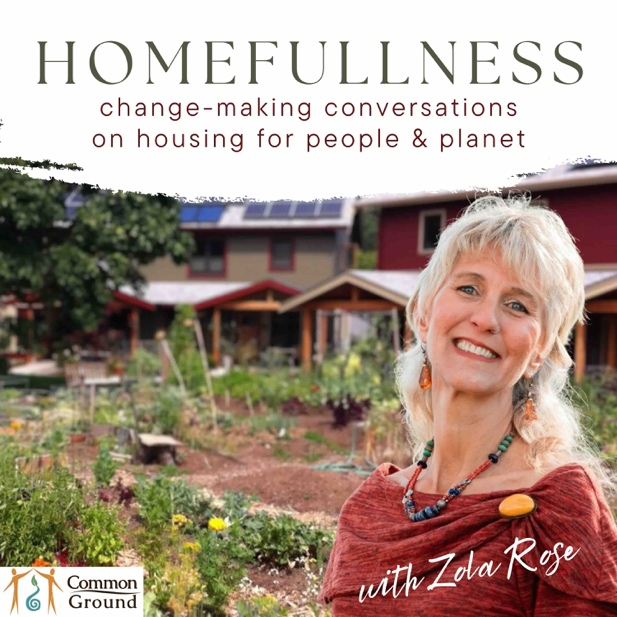 HOMEFULLNESS
change-making conversations
on housing for people & planet
with Zola Rose
Common
Ground